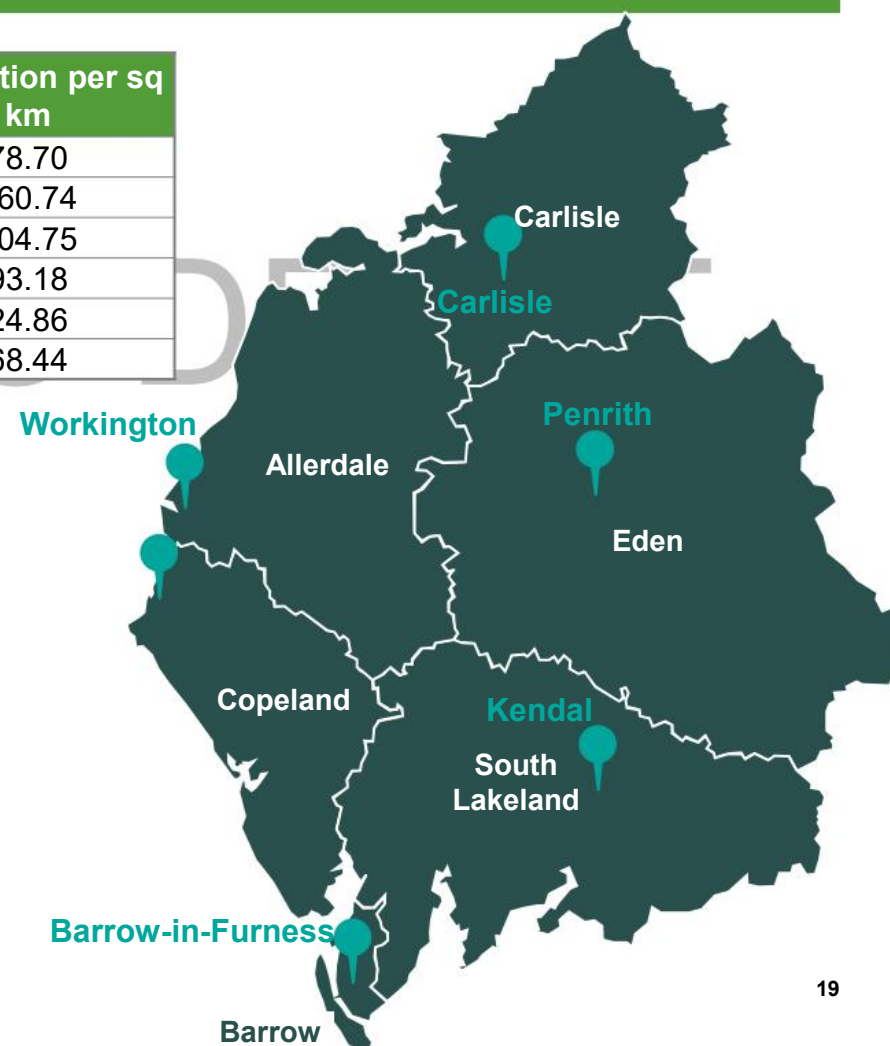 tion per sq
km
78.70
60.74
04.75
93.18
24.86
68.44
Carlisle
Carlisle
Workington
Penrith
Allerdale
Eden
Copeland
Kendal
South
Lakeland
Barrow-in-Furness
19
Barrow